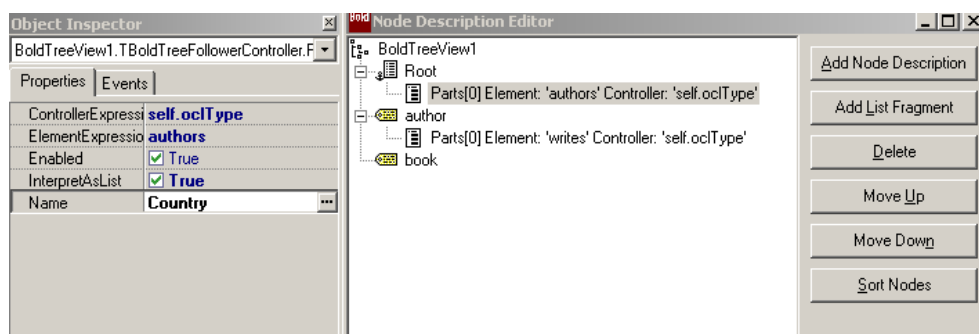 Object Inspector
BoldTreeView1.TBoldTreeFollowerController.F
Properties
Events
ControllerExpressi self.oclType
ElementExpressio authors
Enabled True
InterpretAsList True
Name Country ...
Bold Node Description Editor
BoldTreeView1
Root
Parts[0] Element: 'authors' Controller: 'self.oclType'
author
Parts[0] Element: 'writes' Controller: 'self.oclType'
book
Add Node Description
Add List Fragment
Delete
Move Up
Move Down
Sort Nodes